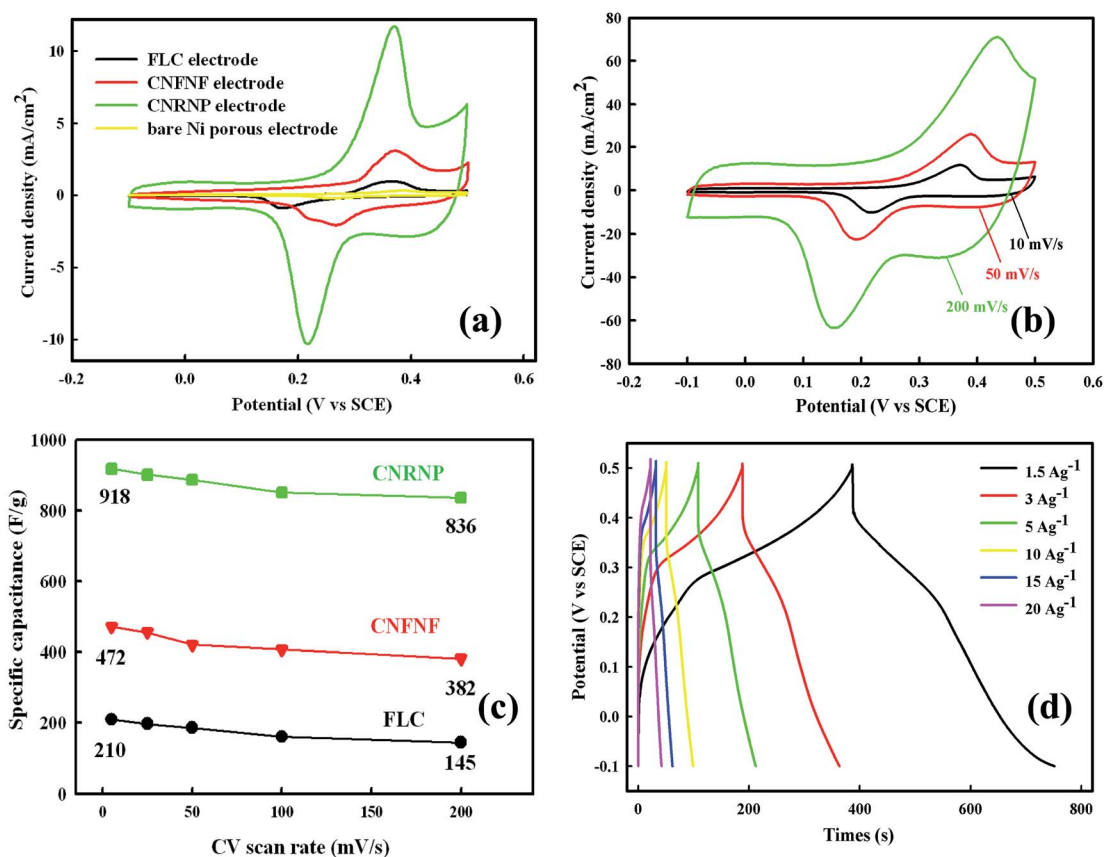 10
5
0
-5
-10
Current density (mA/cm²)
FLC electrode
CNFNF electrode
CNRNP electrode
bare Ni porous electrode
(a)
-0.2 0.0 0.2 0.4 0.6
Potential (V vs SCE)
80
60
40
20
0
-20
-40
-60
-80
Current density (mA/cm²)
10 mV/s
50 mV/s
200 mV/s
(b)
-0.2 -0.1 0.0 0.1 0.2 0.3 0.4 0.5 0.6
Potential (V vs SCE)
1000
800
600
400
200
0
Specific capacitance (F/g)
CNRNP
918
836
CNFNF
472
382
(c)
FLC
210
145
0 50 100 150 200
CV scan rate (mV/s)
0.5
0.4
0.3
0.2
0.1
0.0
-0.1
Potential (V vs SCE)
1.5 Ag⁻¹
3 Ag⁻¹
5 Ag⁻¹
10 Ag⁻¹
15 Ag⁻¹
20 Ag⁻¹
(d)
0 200 400 600 800
Times (s)